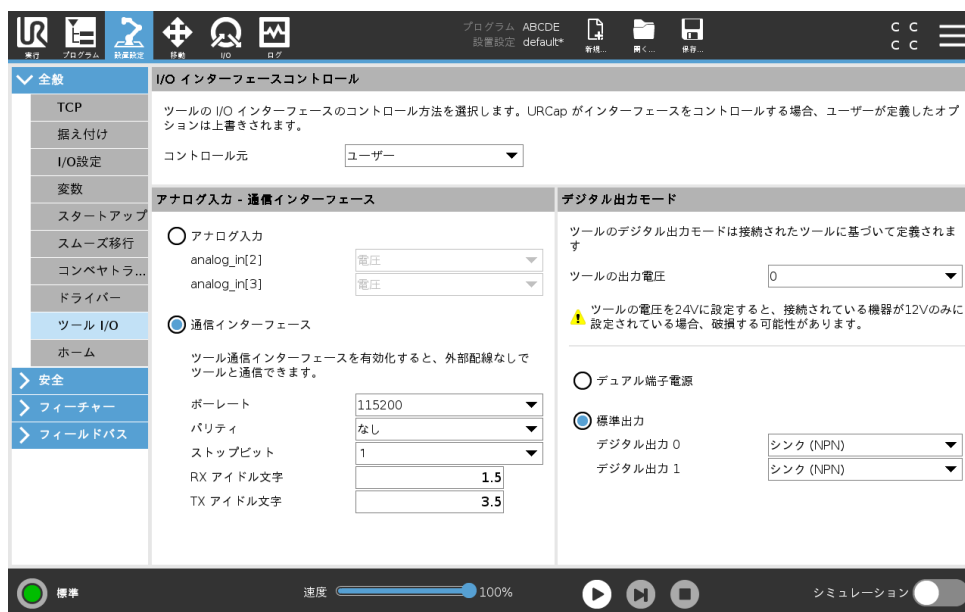 プログラム ABCDE
設置設定 default*
実行 プログラム 設置設定 移動 I/O ログ 新規... 開く... 保存...
C C
C C
全般
TCP
据え付け
I/O設定
変数
スタートアップ
スムーズ移行
コンベヤトラ...
ドライバー
ツール I/O
ホーム
安全
フィーチャー
フィールドバス
I/O インターフェースコントロール
ツールの I/O インターフェースのコントロール方法を選択します。URCap がインターフェースをコントロールする場合、ユーザーが定義したオプ
ションは上書きされます。
コントロール元 ユーザー
アナログ入力 - 通信インターフェース
アナログ入力
analog_in[2] 電圧
analog_in[3] 電圧
通信インターフェース
ツール通信インターフェースを有効化すると、外部配線なしで
ツールと通信できます。
ボーレート 115200
パリティ なし
ストップビット 1
RX アイドル文字 1.5
TX アイドル文字 3.5
デジタル出力モード
ツールのデジタル出力モードは接続されたツールに基づいて定義されま
す
ツールの出力電圧 0
ツールの電圧を24Vに設定すると、接続されている機器が12Vのみに
設定されている場合、破損する可能性があります。
デュアル端子電源
標準出力
デジタル出力 0 シンク (NPN)
デジタル出力 1 シンク (NPN)
標準
速度 100%
シミュレーション